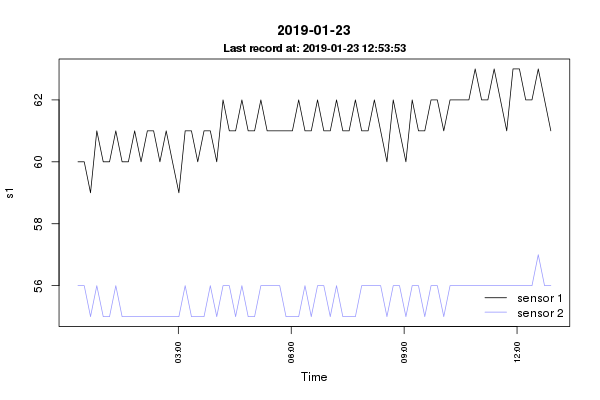 2019-01-23
Last record at: 2019-01-23 12:53:53
s1
62
60
58
56
sensor 1
sensor 2
03:00
06:00
09:00
12:00
Time